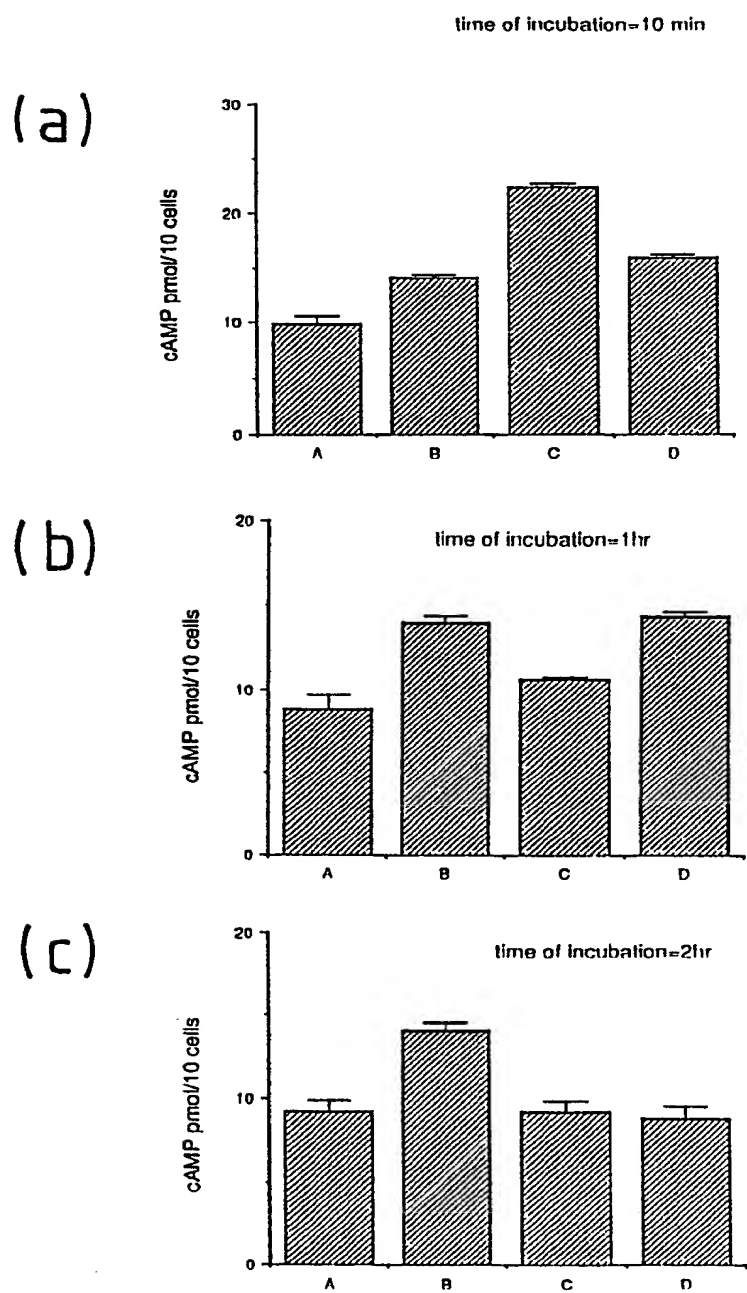 time of incubation=10 min
(a)
30
20
10
0
cAMP pmol/10 cells
A B C D
(b)
20
10
0
time of incubation=1hr
cAMP pmol/10 cells
A B C D
(c)
20
10
0
time of incubation=2hr
cAMP pmol/10 cells
A B C D